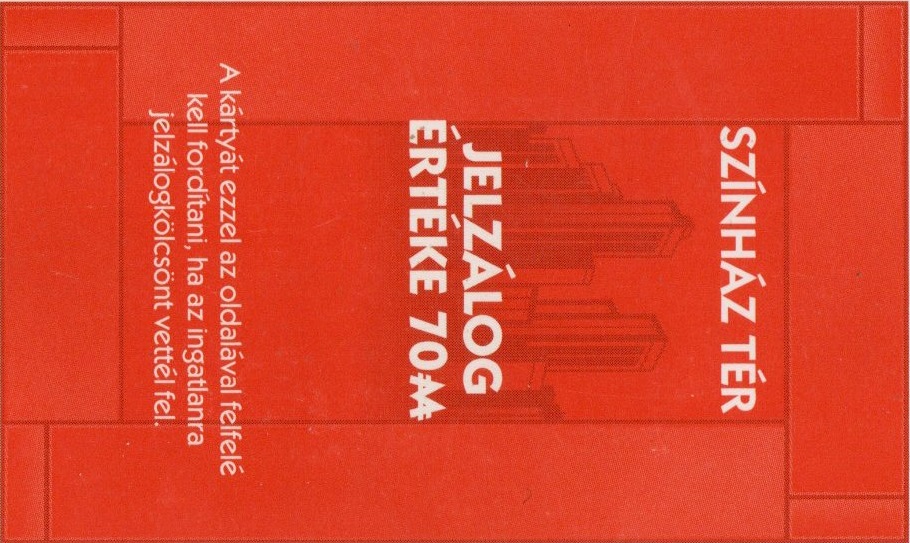 SZÍNHÁZ TÉR
JELZÁLOG
ÉRTÉKE 70₳₳
A kártyát ezzel az oldalával felfelé
kell fordítani, ha az ingatlanra
jelzálogkölcsönt vettél fel.